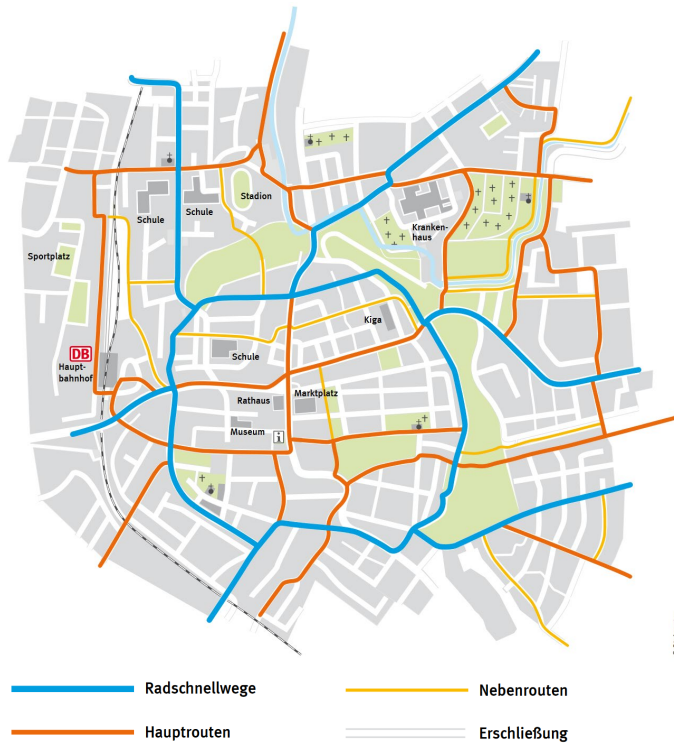 Stadion
Schule
Schule
Kranken-
haus
Sportplatz
Kiga
DB
Haupt-
bahnhof
Schule
Rathaus
Marktplatz
Museum
i
Radschnellwege
Nebenrouten
Hauptrouten
Erschließung